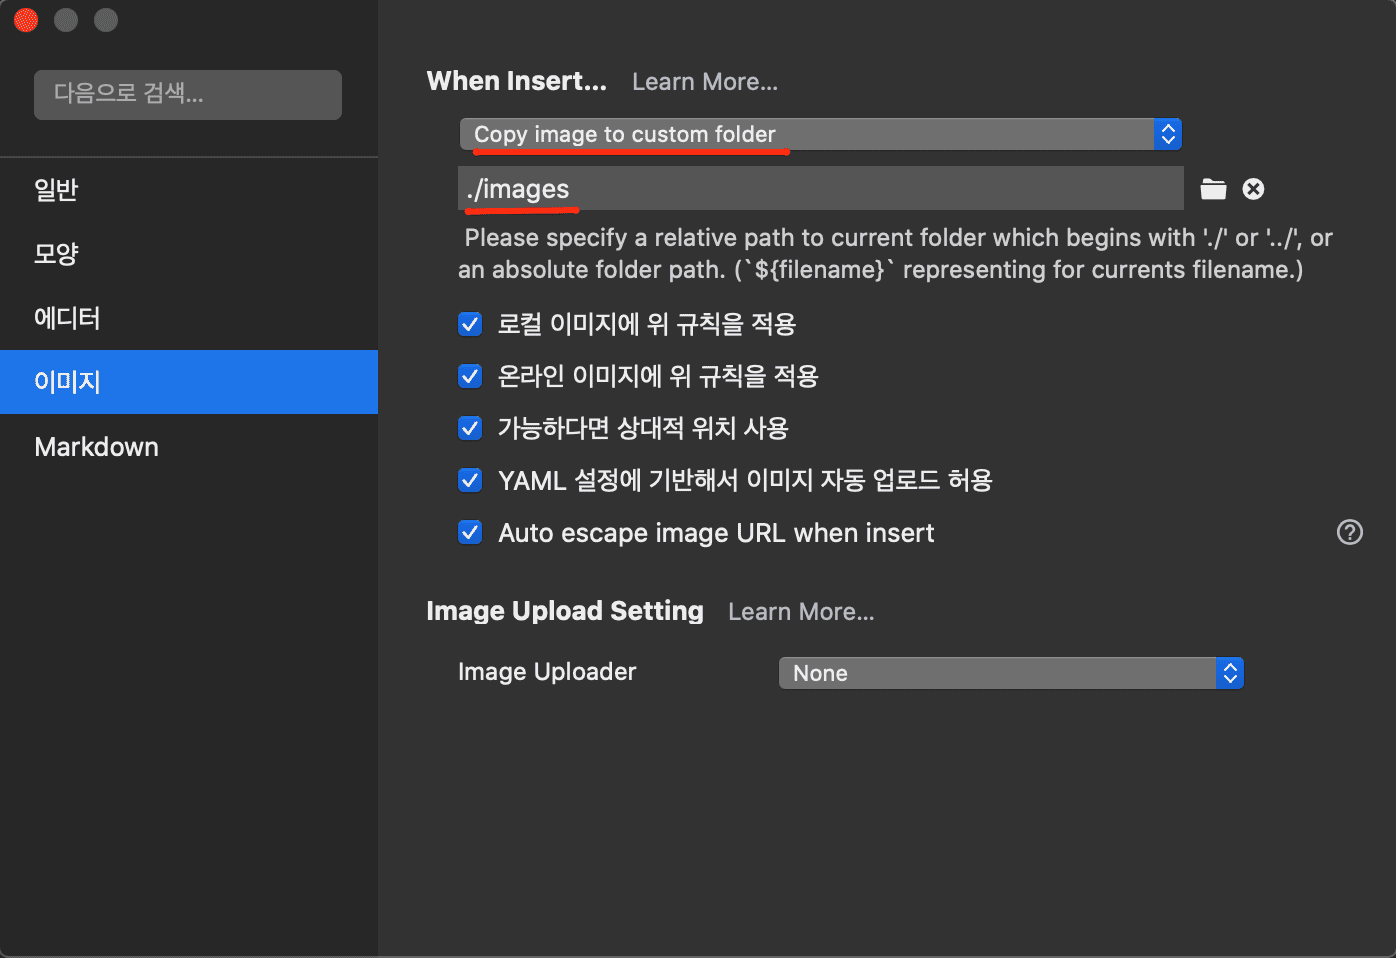 다음으로 검색...
일반
모양
에디터
이미지
Markdown
When Insert... Learn More...
Copy image to custom folder
./images
Please specify a relative path to current folder which begins with './' or '../', or
an absolute folder path. (`${filename}` representing for currents filename.)
로컬 이미지에 위 규칙을 적용
온라인 이미지에 위 규칙을 적용
가능하다면 상대적 위치 사용
YAML 설정에 기반해서 이미지 자동 업로드 허용
Auto escape image URL when insert
Image Upload Setting Learn More...
Image Uploader None